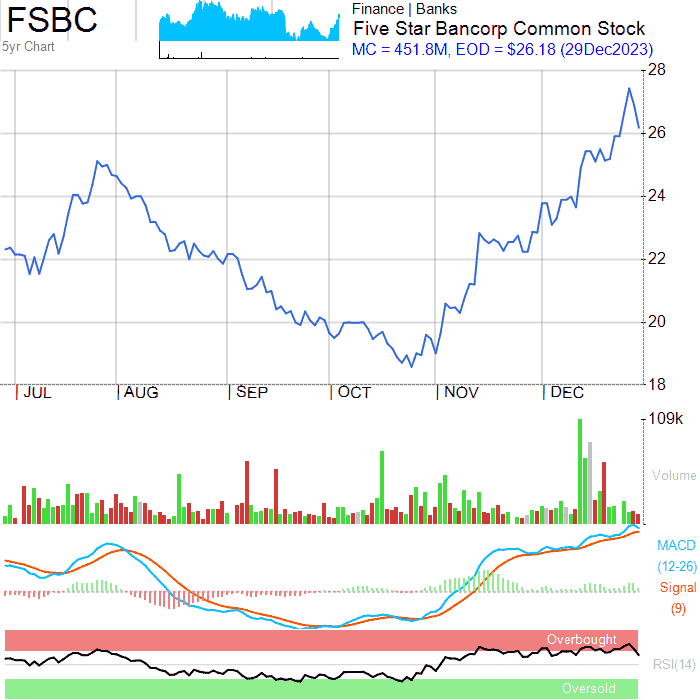 FSBC
5yr Chart
Finance | Banks
Five Star Bancorp Common Stock
MC = 451.8M, EOD = $26.18 (29Dec2023)
28
26
24
22
20
18
JUL AUG SEP OCT NOV DEC
109k
Volume
MACD
(12-26)
Signal
(9)
Overbought
RSI(14)
Oversold